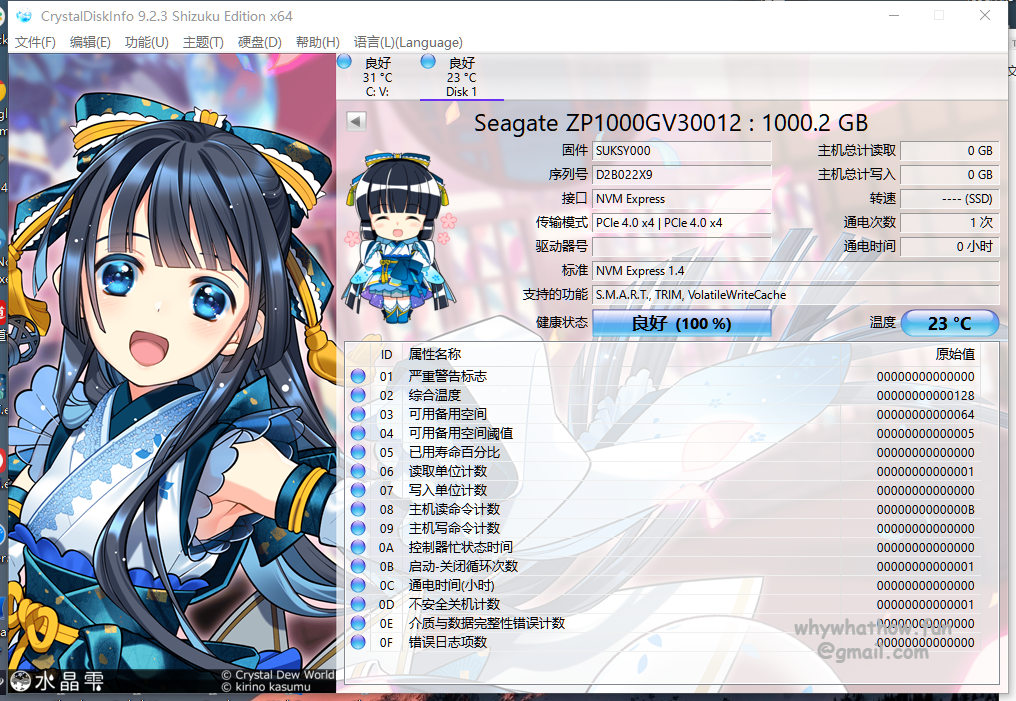 CrystalDiskInfo 9.2.3 Shizuku Edition x64
文件(F) 编辑(E) 功能(U) 主题(T) 硬盘(D) 帮助(H) 语言(L)(Language)
良好 良好
31 °C 23 °C
C: V: Disk 1
Seagate ZP1000GV30012 : 1000.2 GB
固件 SUKSY000 主机总计读取 0 GB
序列号 D2B022X9 主机总计写入 0 GB
接口 NVM Express 转速 ---- (SSD)
传输模式 PCIe 4.0 x4 | PCIe 4.0 x4 通电次数 1 次
驱动器号 通电时间 0 小时
标准 NVM Express 1.4
支持的功能 S.M.A.R.T., TRIM, VolatileWriteCache
健康状态 良好 (100 %) 温度 23 °C
ID 属性名称 原始值
01 严重警告标志 00000000000000
02 综合温度 00000000000128
03 可用备用空间 00000000000064
04 可用备用空间阈值 00000000000005
05 已用寿命百分比 00000000000000
06 读取单位计数 00000000000001
07 写入单位计数 00000000000000
08 主机读命令计数 0000000000000B
09 主机写命令计数 00000000000000
0A 控制器忙状态时间 00000000000000
0B 启动-关闭循环次数 00000000000001
0C 通电时间(小时) 00000000000000
0D 不安全关机计数 00000000000001
0E 介质与数据完整性错误计数 00000000000000
0F 错误日志项数 00000000000000
whywhathow.fun
@gmail.com
水晶雫
© Crystal Dew World
© kirino kasumu